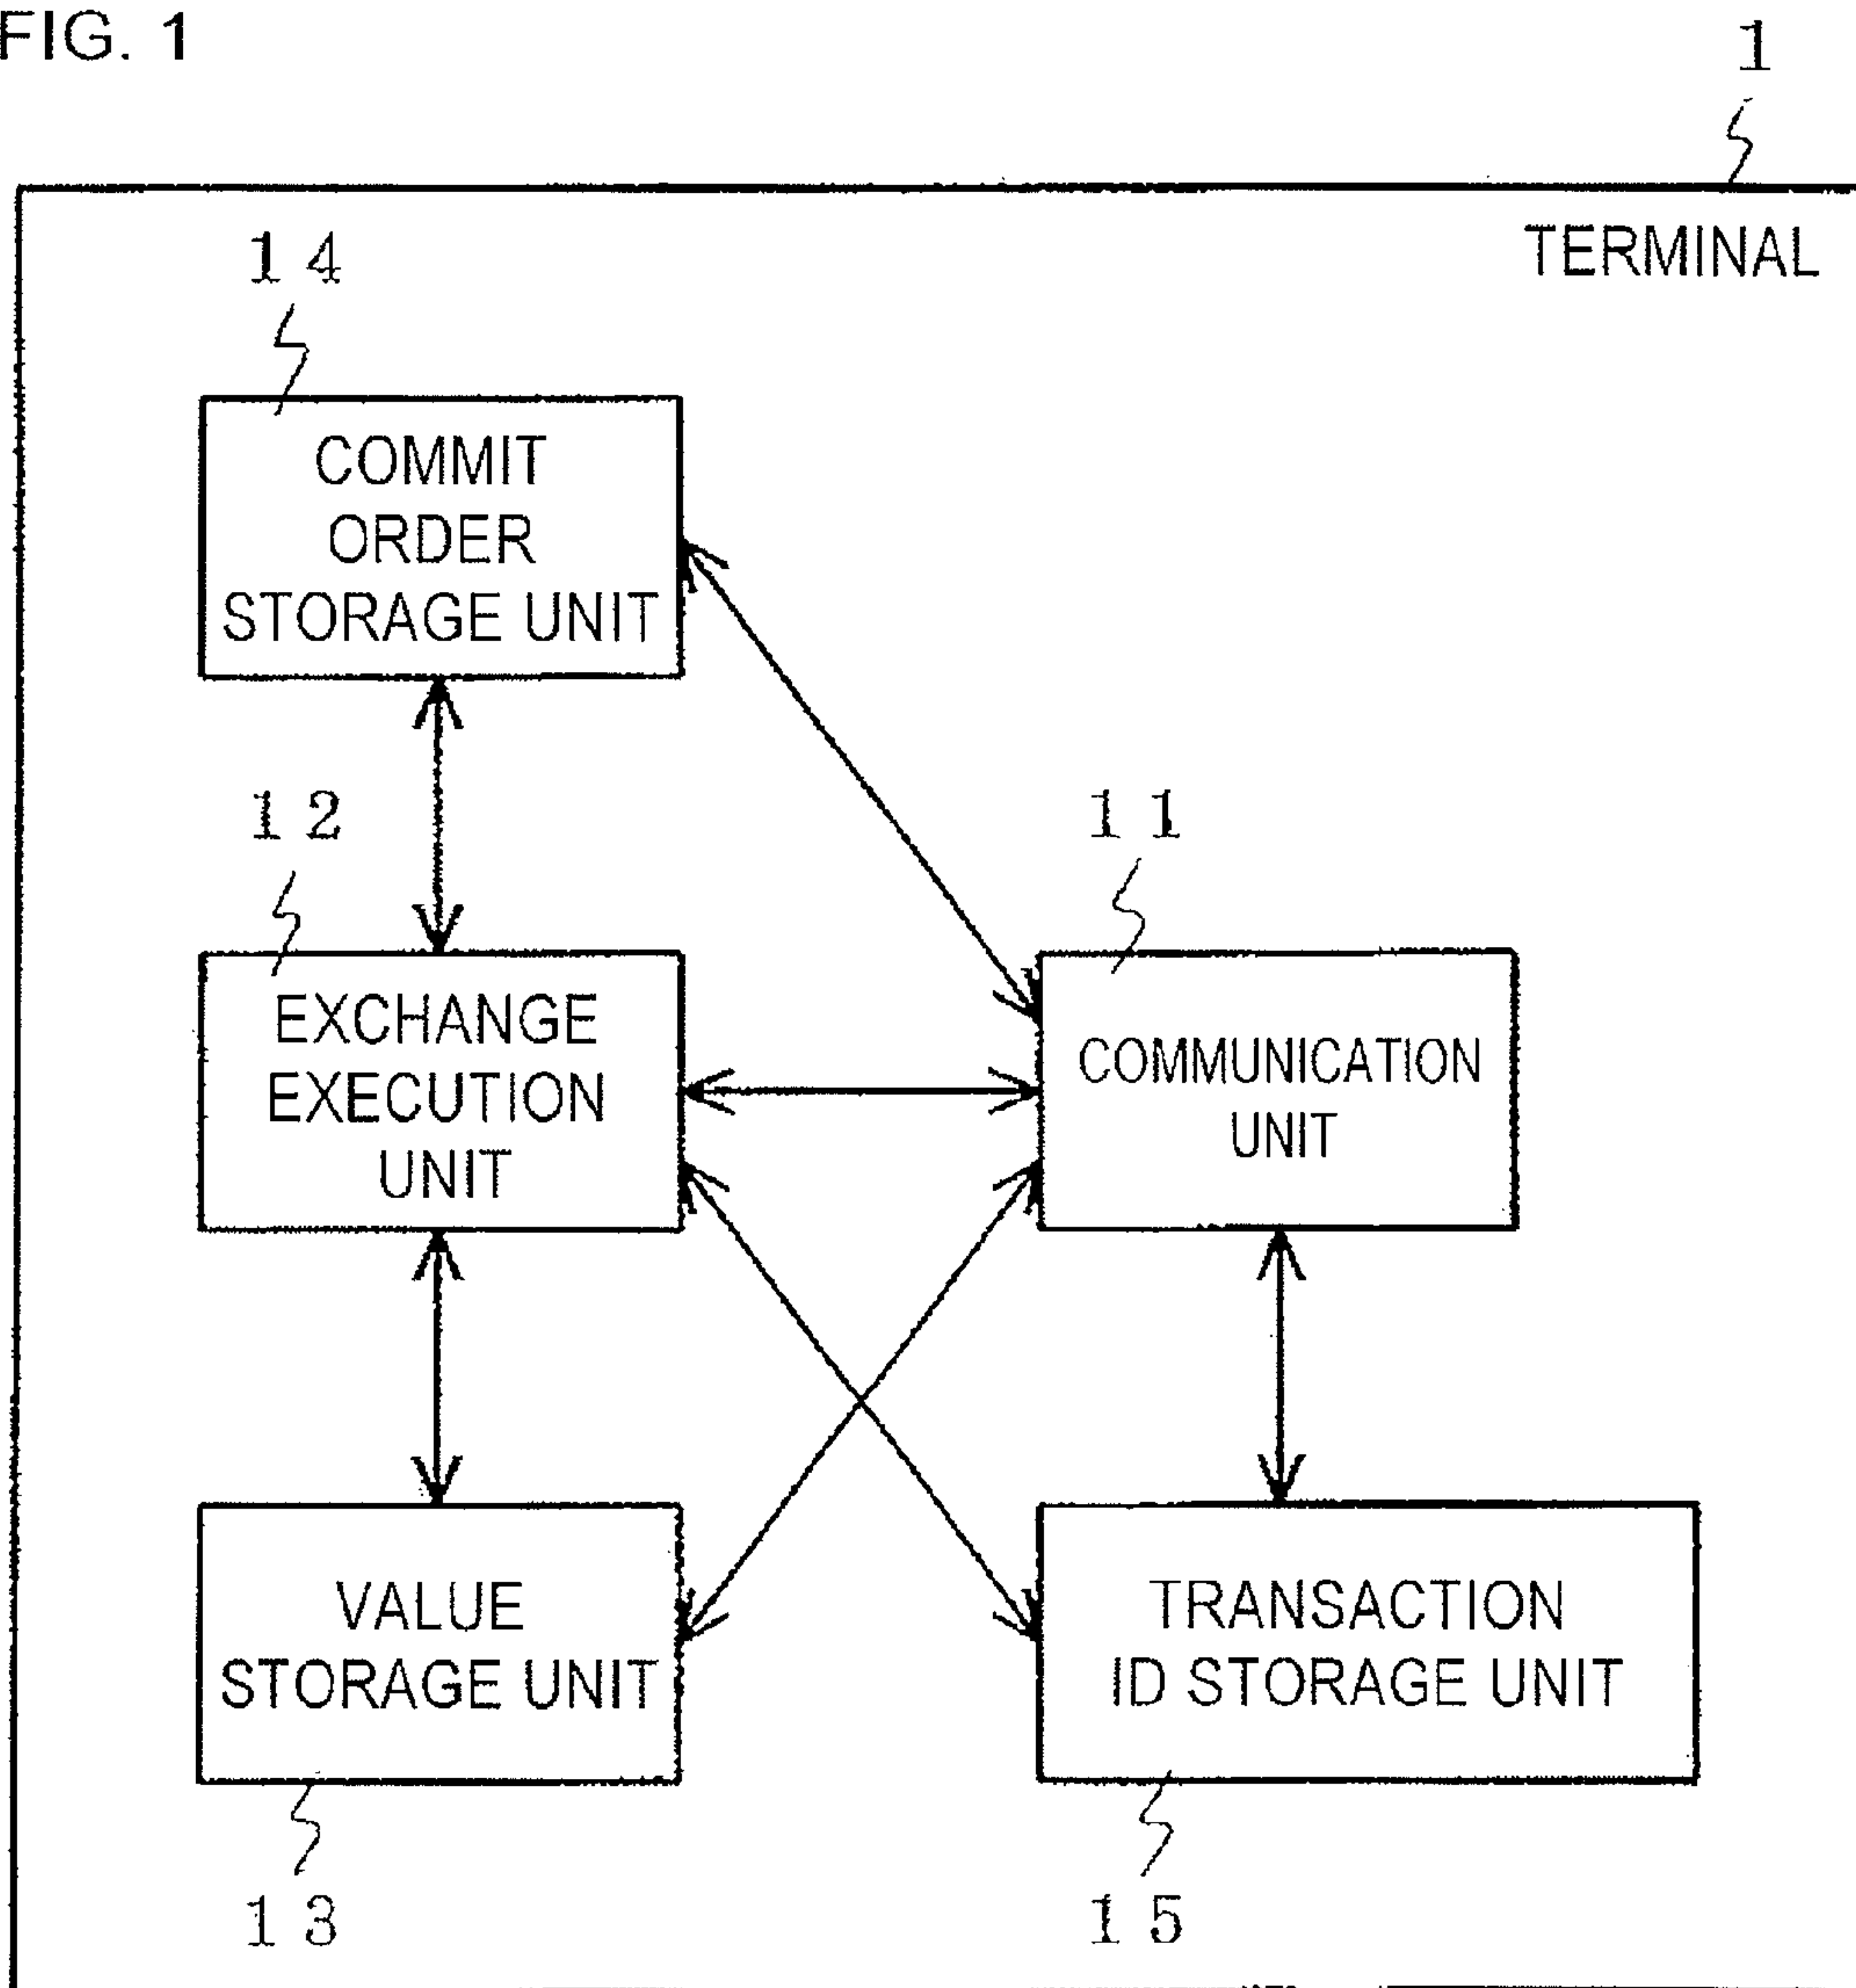 FIG. 1
1
TERMINAL
14
COMMIT
ORDER
STORAGE UNIT
12
EXCHANGE
EXECUTION
UNIT
11
COMMUNICATION
UNIT
VALUE
STORAGE UNIT
13
TRANSACTION
ID STORAGE UNIT
15